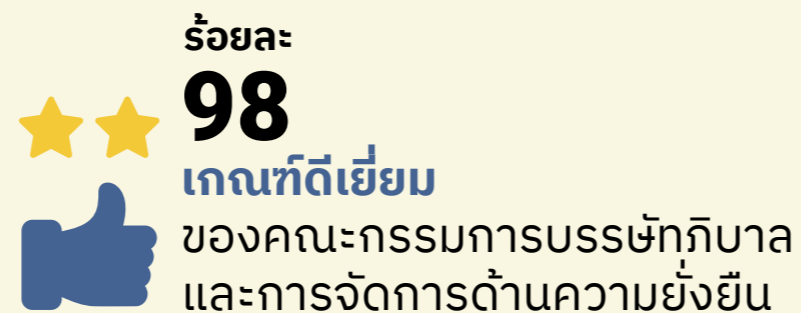 ร้อยละ
98
เกณฑ์ดีเยี่ยม
ของคณะกรรมการบรรษัทภิบาล
และการจัดการด้านความยั่งยืน